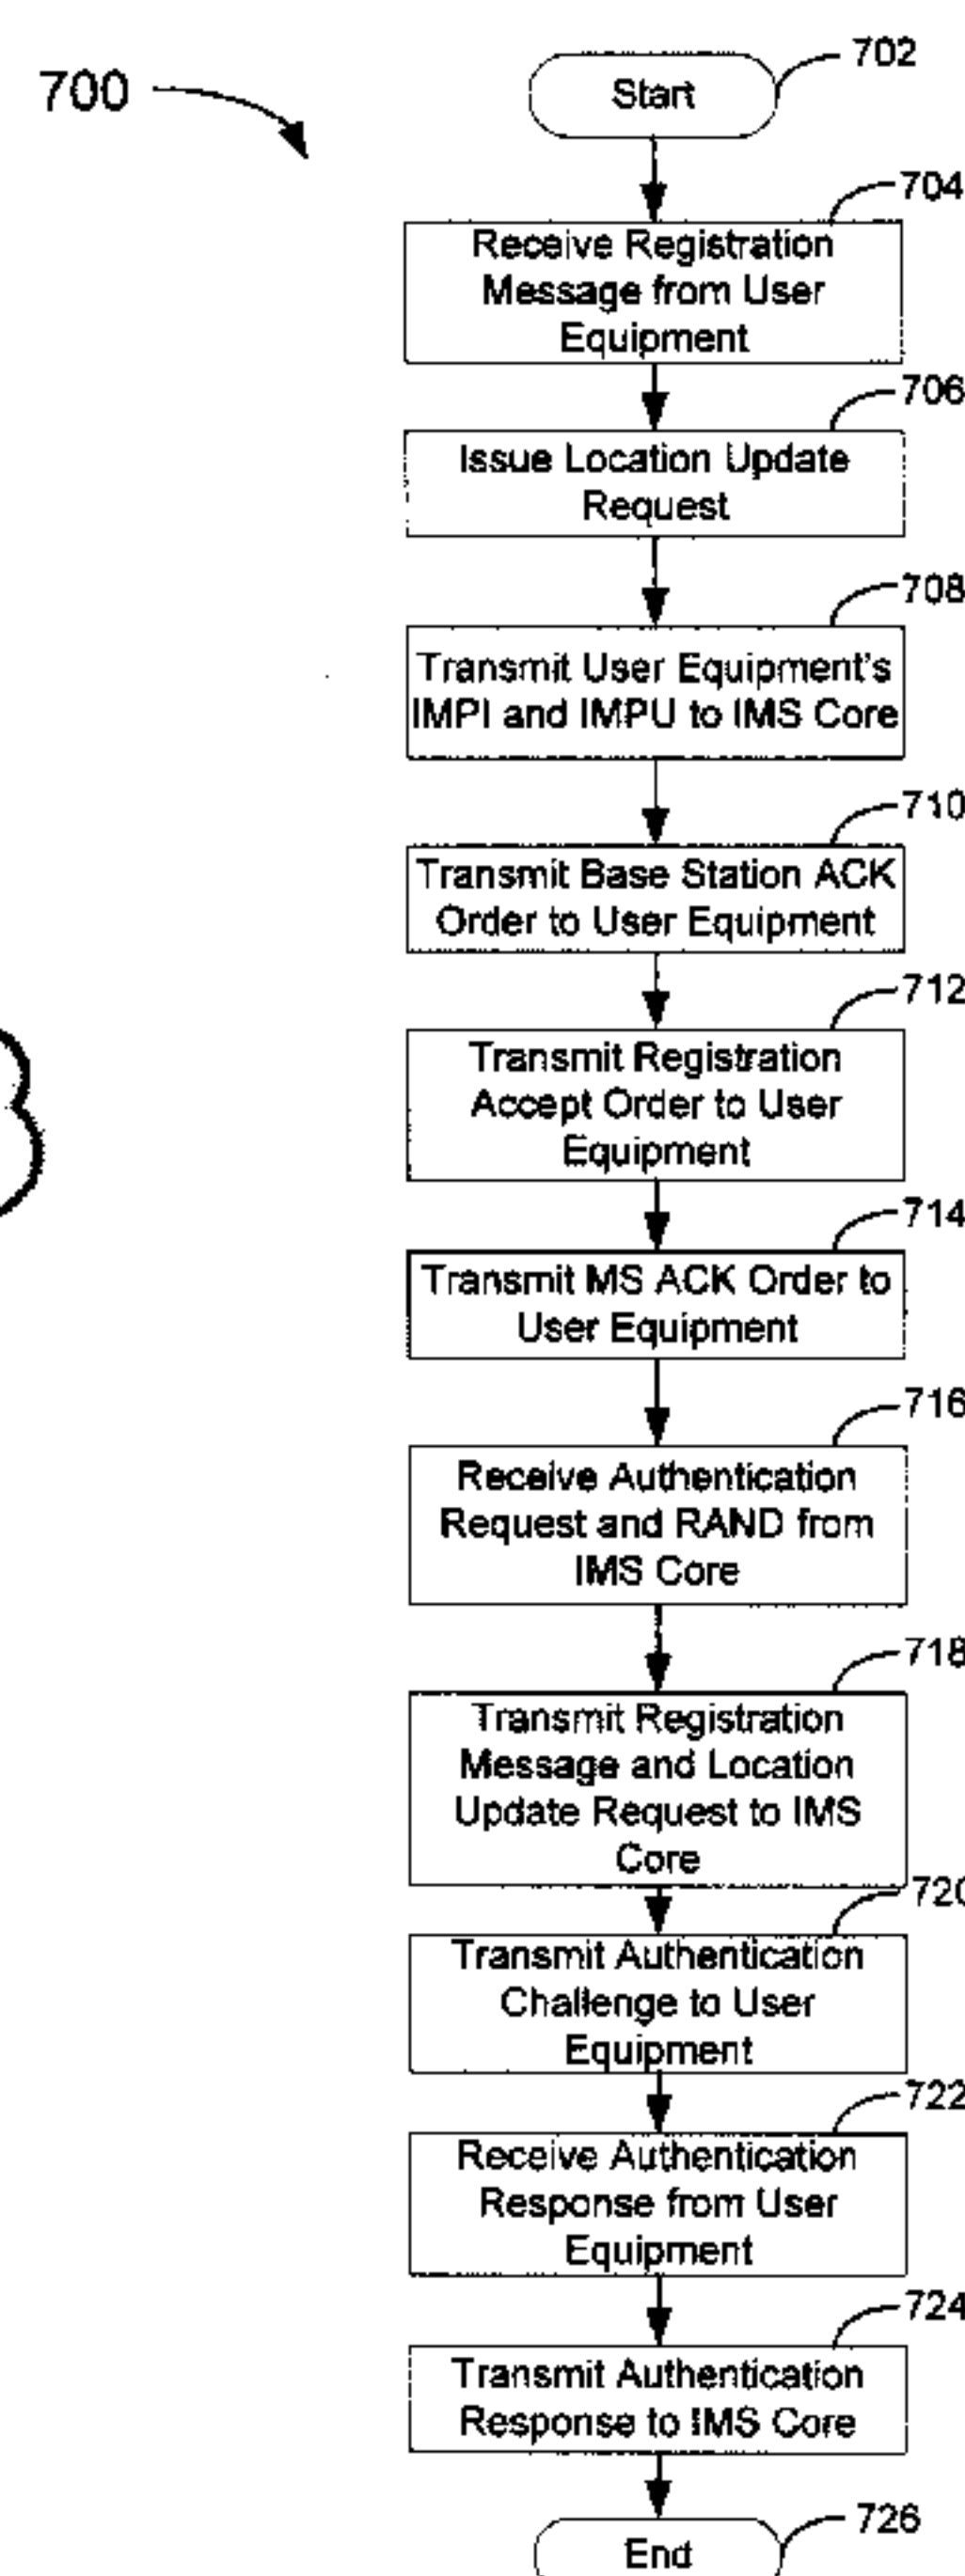 700
702
Start
704
Receive Registration
Message from User
Equipment
706
Issue Location Update
Request
708
Transmit User Equipment's
IMPI and IMPU to IMS Core
710
Transmit Base Station ACK
Order to User Equipment
712
Transmit Registration
Accept Order to User
Equipment
714
Transmit MS ACK Order to
User Equipment
716
Receive Authentication
Request and RAND from
IMS Core
718
Transmit Registration
Message and Location
Update Request to IMS
Core
720
Transmit Authentication
Challenge to User
Equipment
722
Receive Authentication
Response from User
Equipment
724
Transmit Authentication
Response to IMS Core
726
End